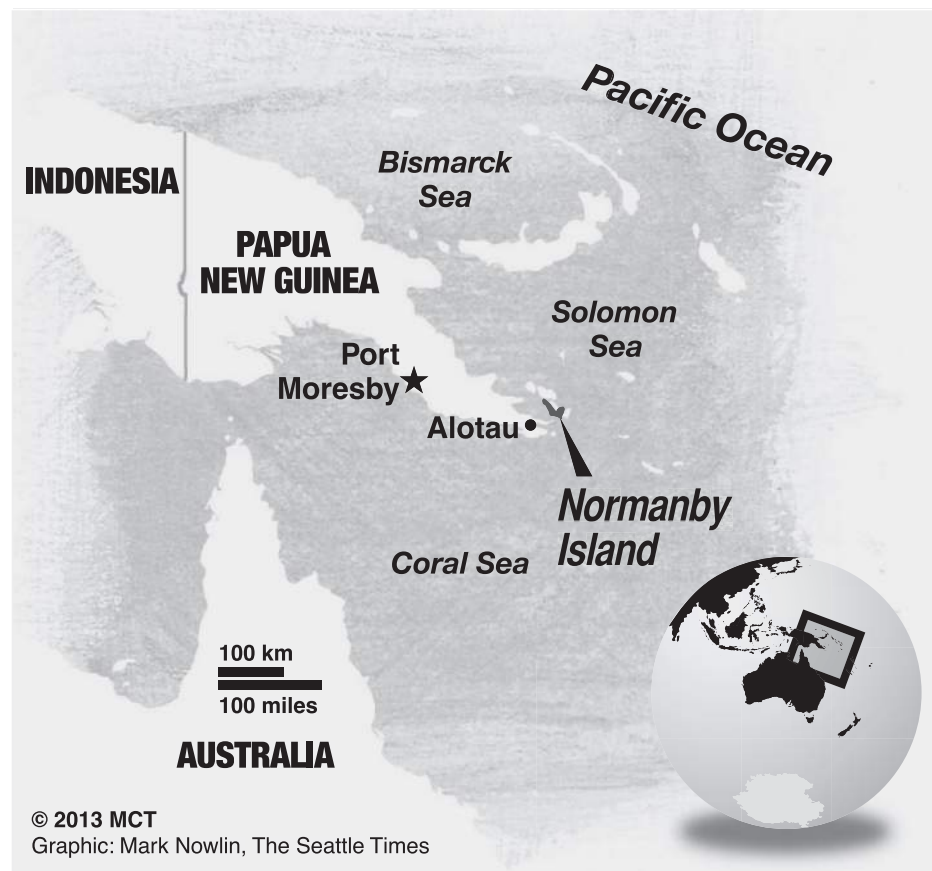 Pacific Ocean
Bismarck
Sea
INDONESIA
PAPUA
NEW GUINEA
Solomon
Sea
Port
Moresby
Alotau
Normanby
Island
Coral Sea
100 km
100 miles
AUSTRALIA
© 2013 MCT
Graphic: Mark Nowlin, The Seattle Times